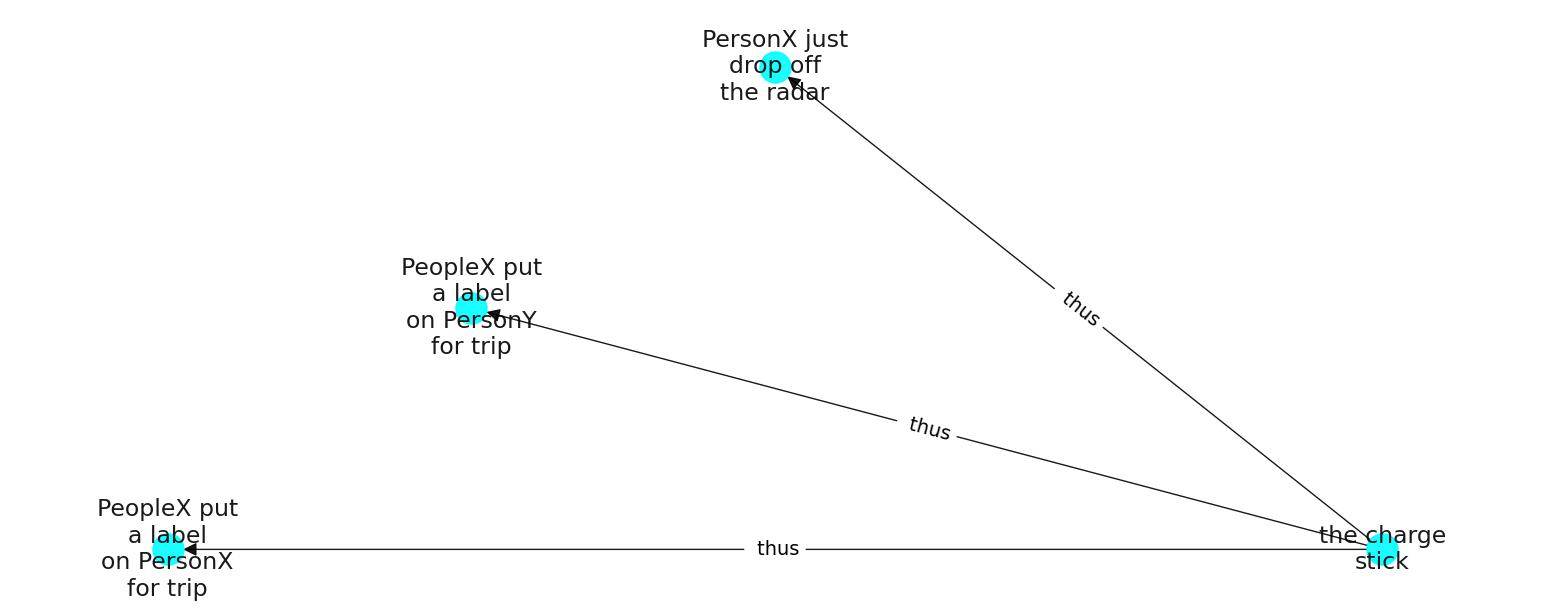 PersonX just
drop off
the radar
thus
PeopleX put
a label
on PersonY
for trip
thus
PeopleX put
a label
on PersonX
for trip
thus
the charge
stick